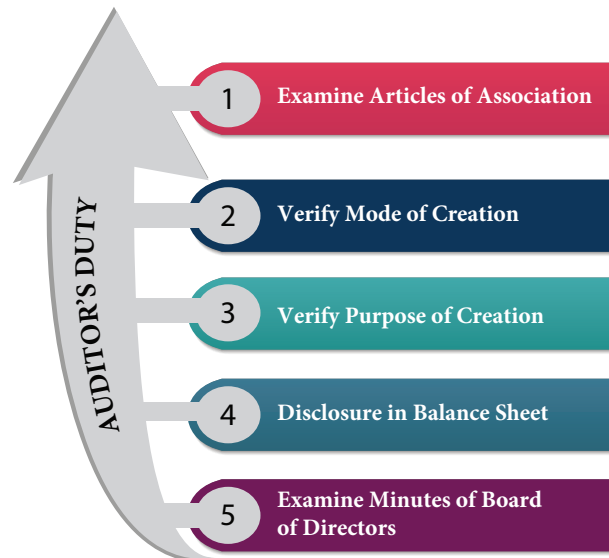 AUDITOR'S DUTY
1 Examine Articles of Association
2 Verify Mode of Creation
3 Verify Purpose of Creation
4 Disclosure in Balance Sheet
5 Examine Minutes of Board
of Directors